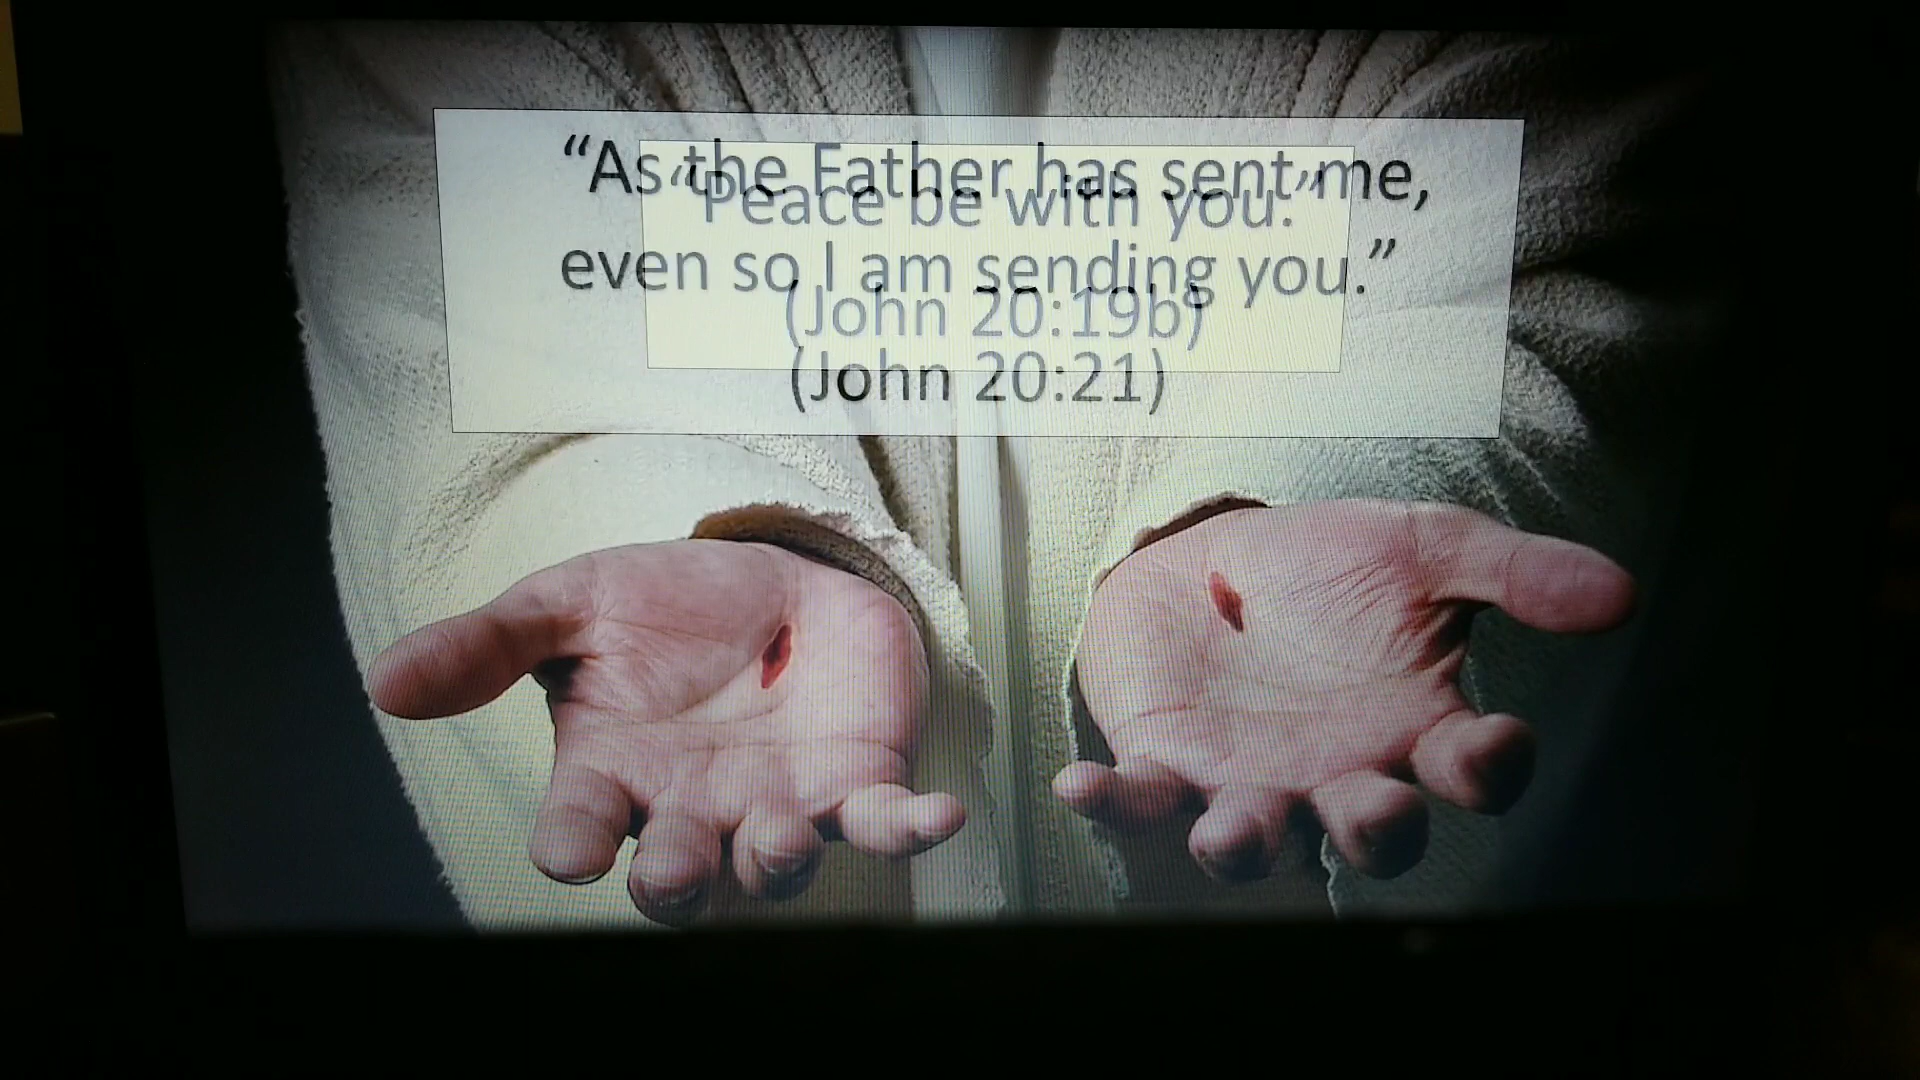 “As the Father has sent me,
even so I am sending you.”
(John 20:21)
“Peace be with you.”
(John 20:19b)